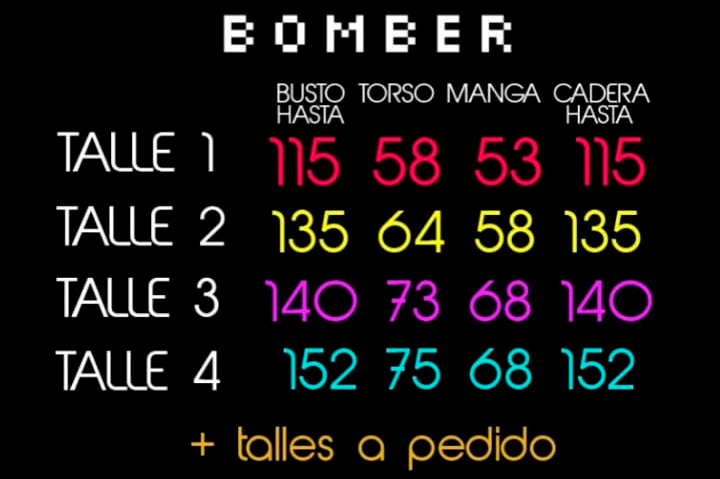 BOMBER
BUSTO HASTA TORSO MANGA CADERA HASTA
TALLE 1 115 58 53 115
TALLE 2 135 64 58 135
TALLE 3 140 73 68 140
TALLE 4 152 75 68 152
+ talles a pedido